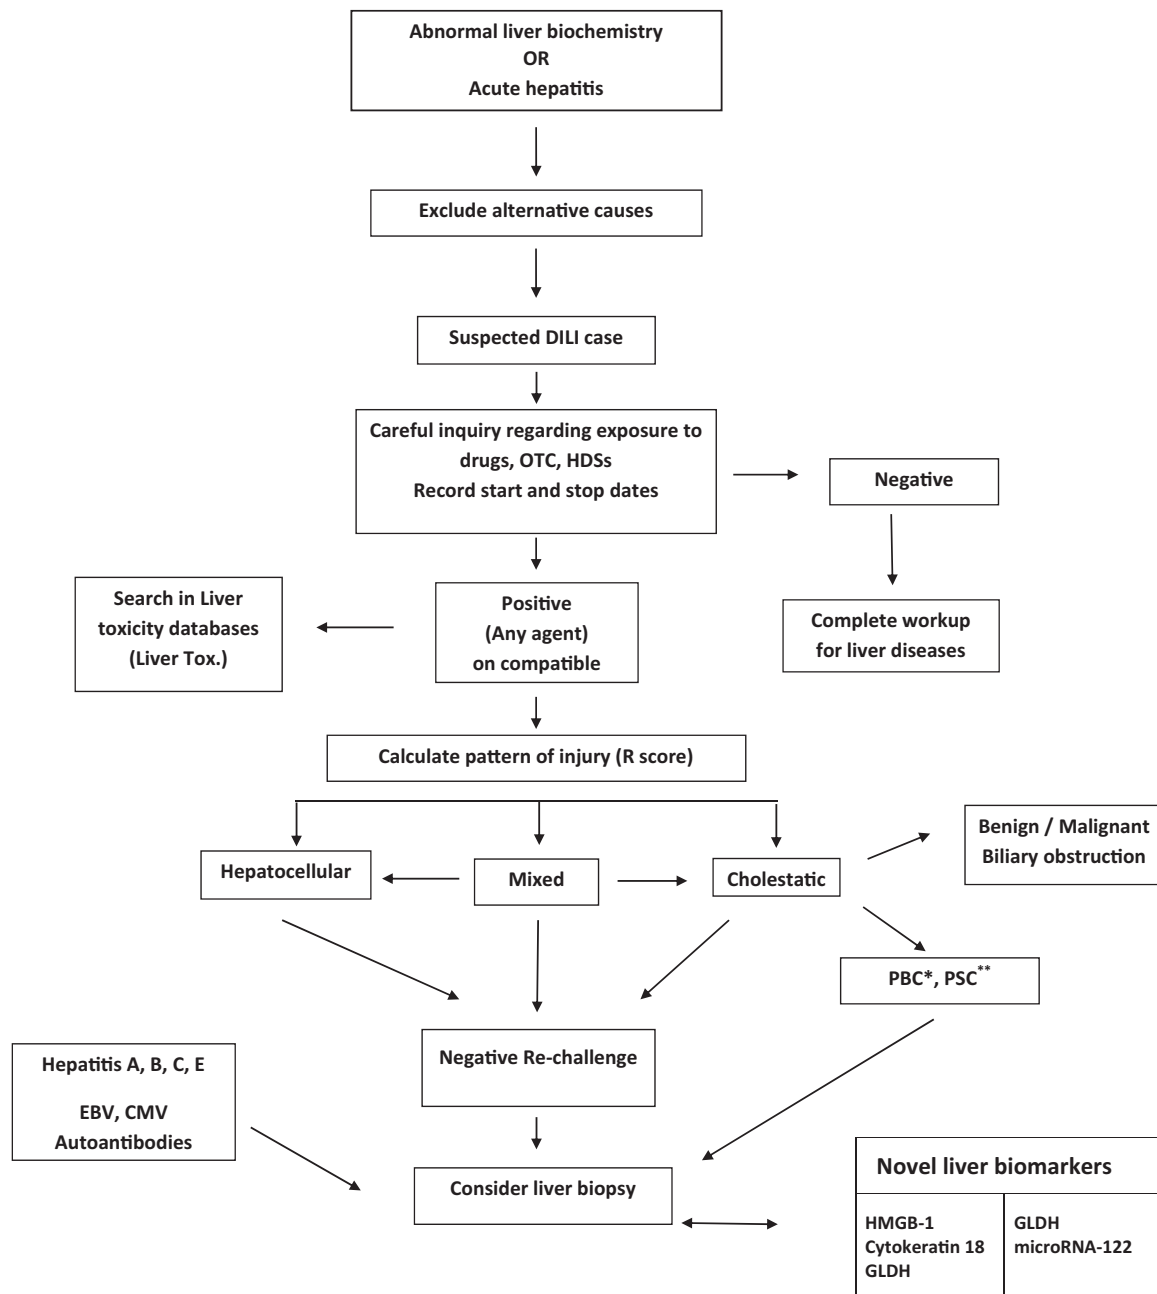 Abnormal liver biochemistry
OR
Acute hepatitis
Exclude alternative causes
Suspected DILI case
Careful inquiry regarding exposure to
drugs, OTC, HDSs
Record start and stop dates
Negative
Search in Liver
toxicity databases
(Liver Tox.)
Positive
(Any agent)
on compatible
Complete workup
for liver diseases
Calculate pattern of injury (R score)
Hepatocellular
Mixed
Cholestatic
Benign / Malignant
Biliary obstruction
PBC*, PSC**
Negative Re-challenge
Hepatitis A, B, C, E
EBV, CMV
Autoantibodies
Consider liver biopsy
Novel liver biomarkers
HMGB-1
Cytokeratin 18
GLDH
GLDH
microRNA-122